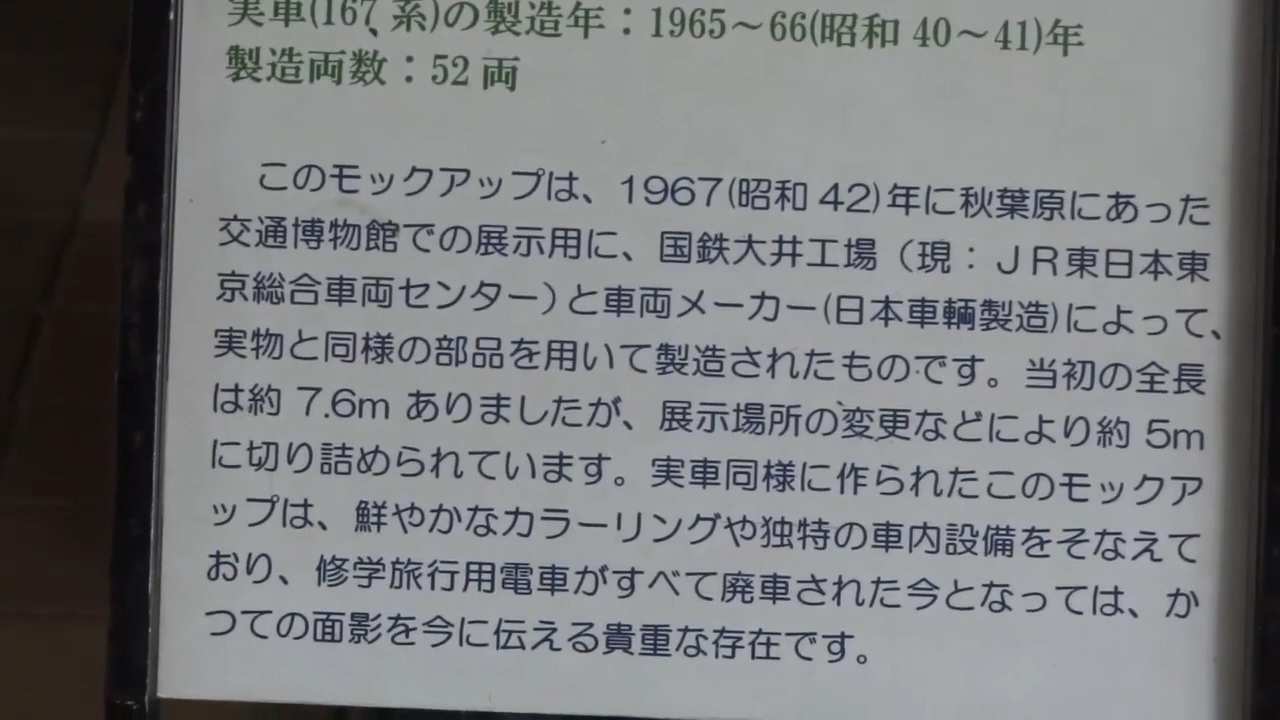 実車(167系)の製造年：1965～66(昭和40～41)年
製造両数：52両
このモックアップは、1967(昭和42)年に秋葉原にあった
交通博物館での展示用に、国鉄大井工場（現：ＪＲ東日本東
京総合車両センター）と車両メーカー(日本車輌製造)によって、
実物と同様の部品を用いて製造されたものです。当初の全長
は約 7.6m ありましたが、展示場所の変更などにより約 5m
に切り詰められています。実車同様に作られたこのモックア
ップは、鮮やかなカラーリングや独特の車内設備をそなえて
おり、修学旅行用電車がすべて廃車された今となっては、か
つての面影を今に伝える貴重な存在です。